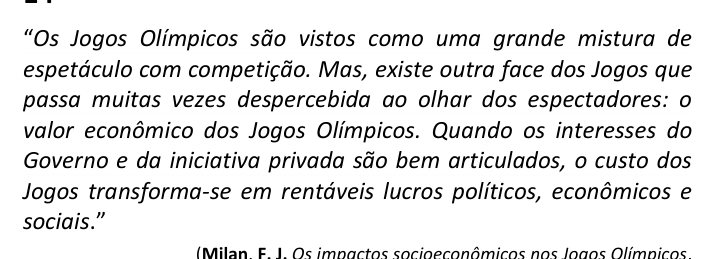 “Os Jogos Olímpicos são vistos como uma grande mistura de
espetáculo com competição. Mas, existe outra face dos Jogos que
passa muitas vezes despercebida ao olhar dos espectadores: o
valor econômico dos Jogos Olímpicos. Quando os interesses do
Governo e da iniciativa privada são bem articulados, o custo dos
Jogos transforma-se em rentáveis lucros políticos, econômicos e
sociais.”
(Milan, F. J. Os impactos socioeconômicos nos Jogos Olímpicos.